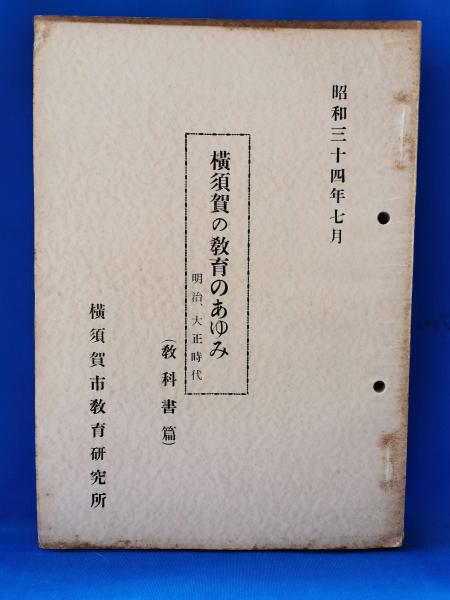 昭和三十四年七月
横須賀の教育のあゆみ
明治、大正時代
(教科書篇)
横須賀市教育研究所